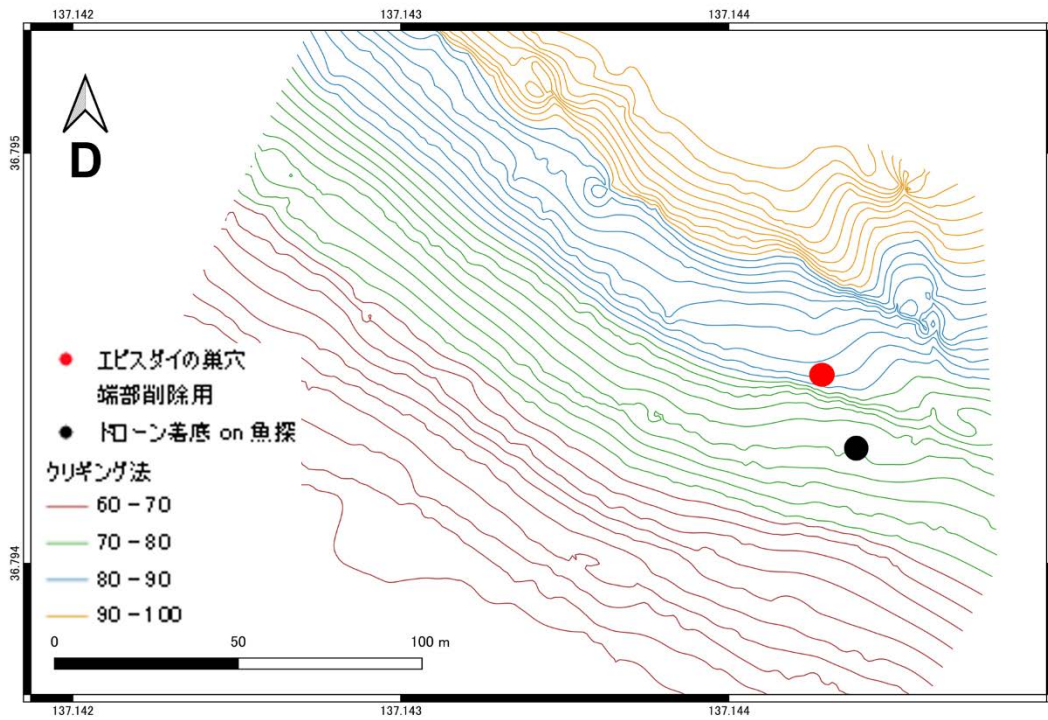 137.142 137.143 137.144
36.795
D
エビスダイの巣穴
端部削除用
ドローン着底 on 魚探
クリギング法
60 – 70
70 – 80
80 – 90
90 – 100
0 50 100 m
36.794
137.142 137.143 137.144